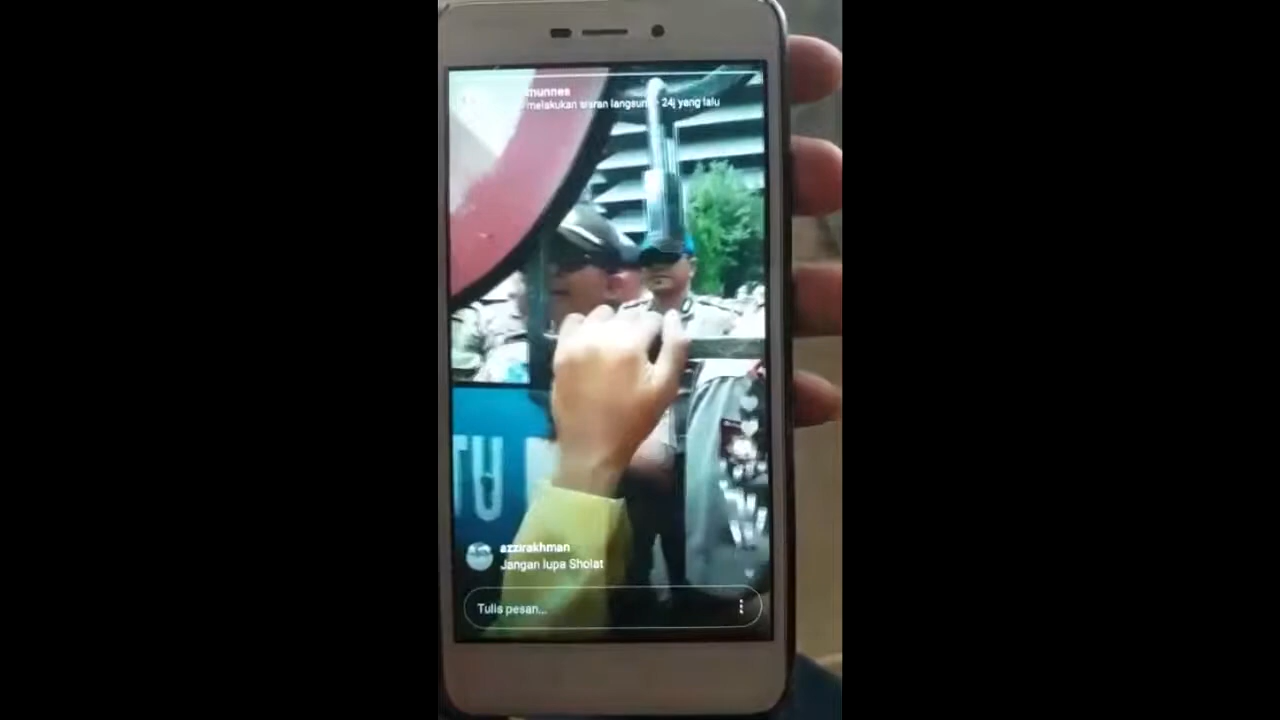 munnes
melakukan siaran langsung • 24j yang lalu
TU
azzirakhman
Jangan lupa Sholat
Tulis pesan...